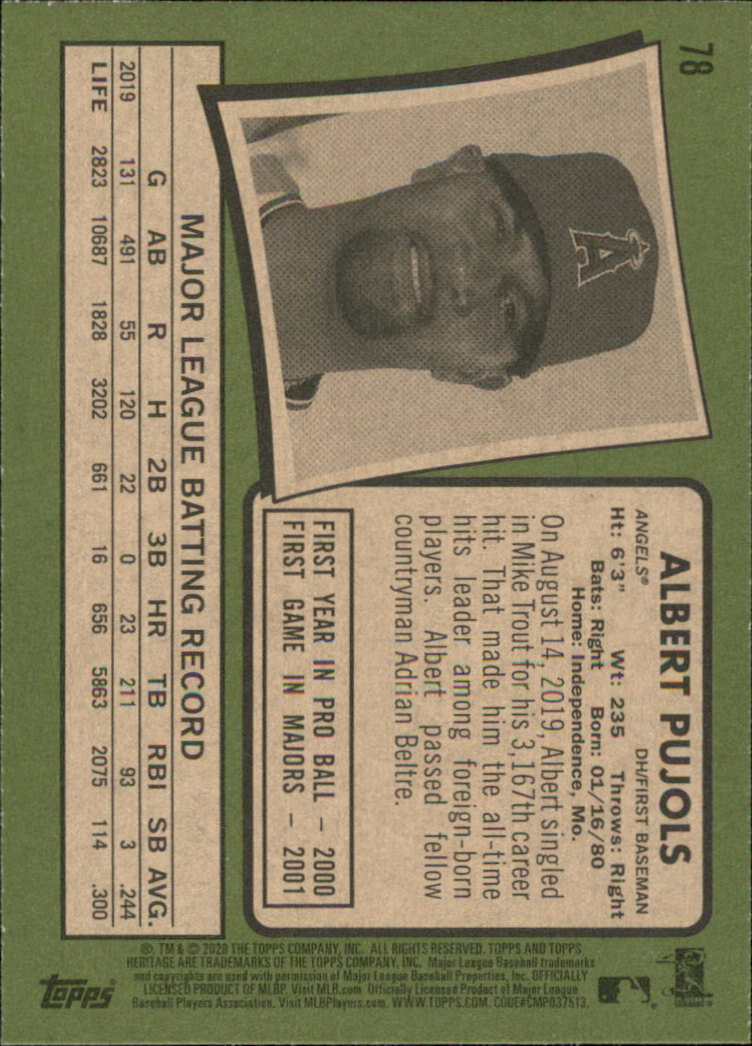 78
ALBERT PUJOLS
ANGELS® DH/FIRST BASEMAN
Ht: 6'3" Wt: 235 Throws: Right
Bats: Right Born: 01/16/80
Home: Independence, Mo.
On August 14, 2019, Albert singled
in Mike Trout for his 3,167th career
hit. That made him the all-time
hits leader among foreign-born
players. Albert passed fellow
countryman Adrian Beltre.
FIRST YEAR IN PRO BALL – 2000
FIRST GAME IN MAJORS – 2001
A
MAJOR LEAGUE BATTING RECORD
G AB R H 2B 3B HR TB RBI SB AVG.
2019 131 491 55 120 22 0 23 211 93 3 .244
LIFE 2823 10687 1828 3202 661 16 656 5863 2075 114 .300
®, TM & © 2020 THE TOPPS COMPANY, INC. ALL RIGHTS RESERVED. TOPPS AND TOPPS
HERITAGE ARE TRADEMARKS OF THE TOPPS COMPANY, INC. Major League Baseball trademarks
and copyrights are used with permission of Major League Baseball Properties, Inc. OFFICIALLY
LICENSED PRODUCT OF MLBP. Visit MLB.com Officially Licensed Product of Major League
Baseball Players Association. Visit MLBPlayers.com. WWW.TOPPS.COM. CODE#CMP037513.
topps